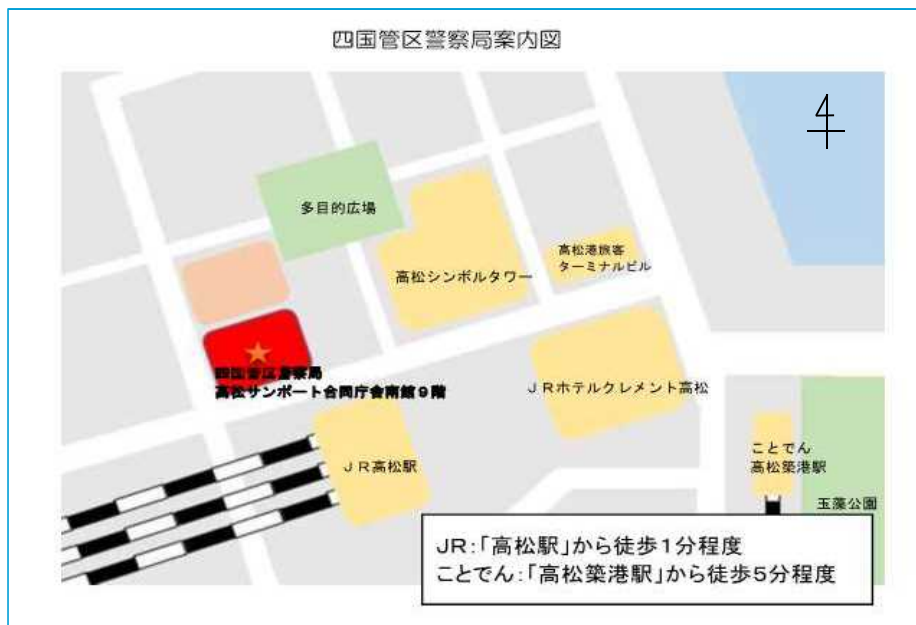 四国管区警察局案内図
多目的広場
高松シンボルタワー
高松港旅客
ターミナルビル
四国管区警察局
高松サンポート合同庁舎南館9階
JRホテルクレメント高松
JR高松駅
ことでん
高松築港駅
玉藻公園
JR:「高松駅」から徒歩1分程度
ことでん:「高松築港駅」から徒歩5分程度